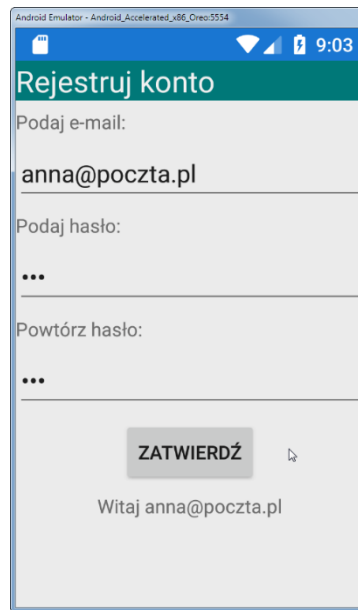 Android Emulator - Android_Accelerated_x86_Oreo:5554
9:03
Rejestruj konto
Podaj e-mail:
anna@poczta.pl
Podaj hasło:
•••
Powtórz hasło:
•••
ZATWIERDŹ
Witaj anna@poczta.pl